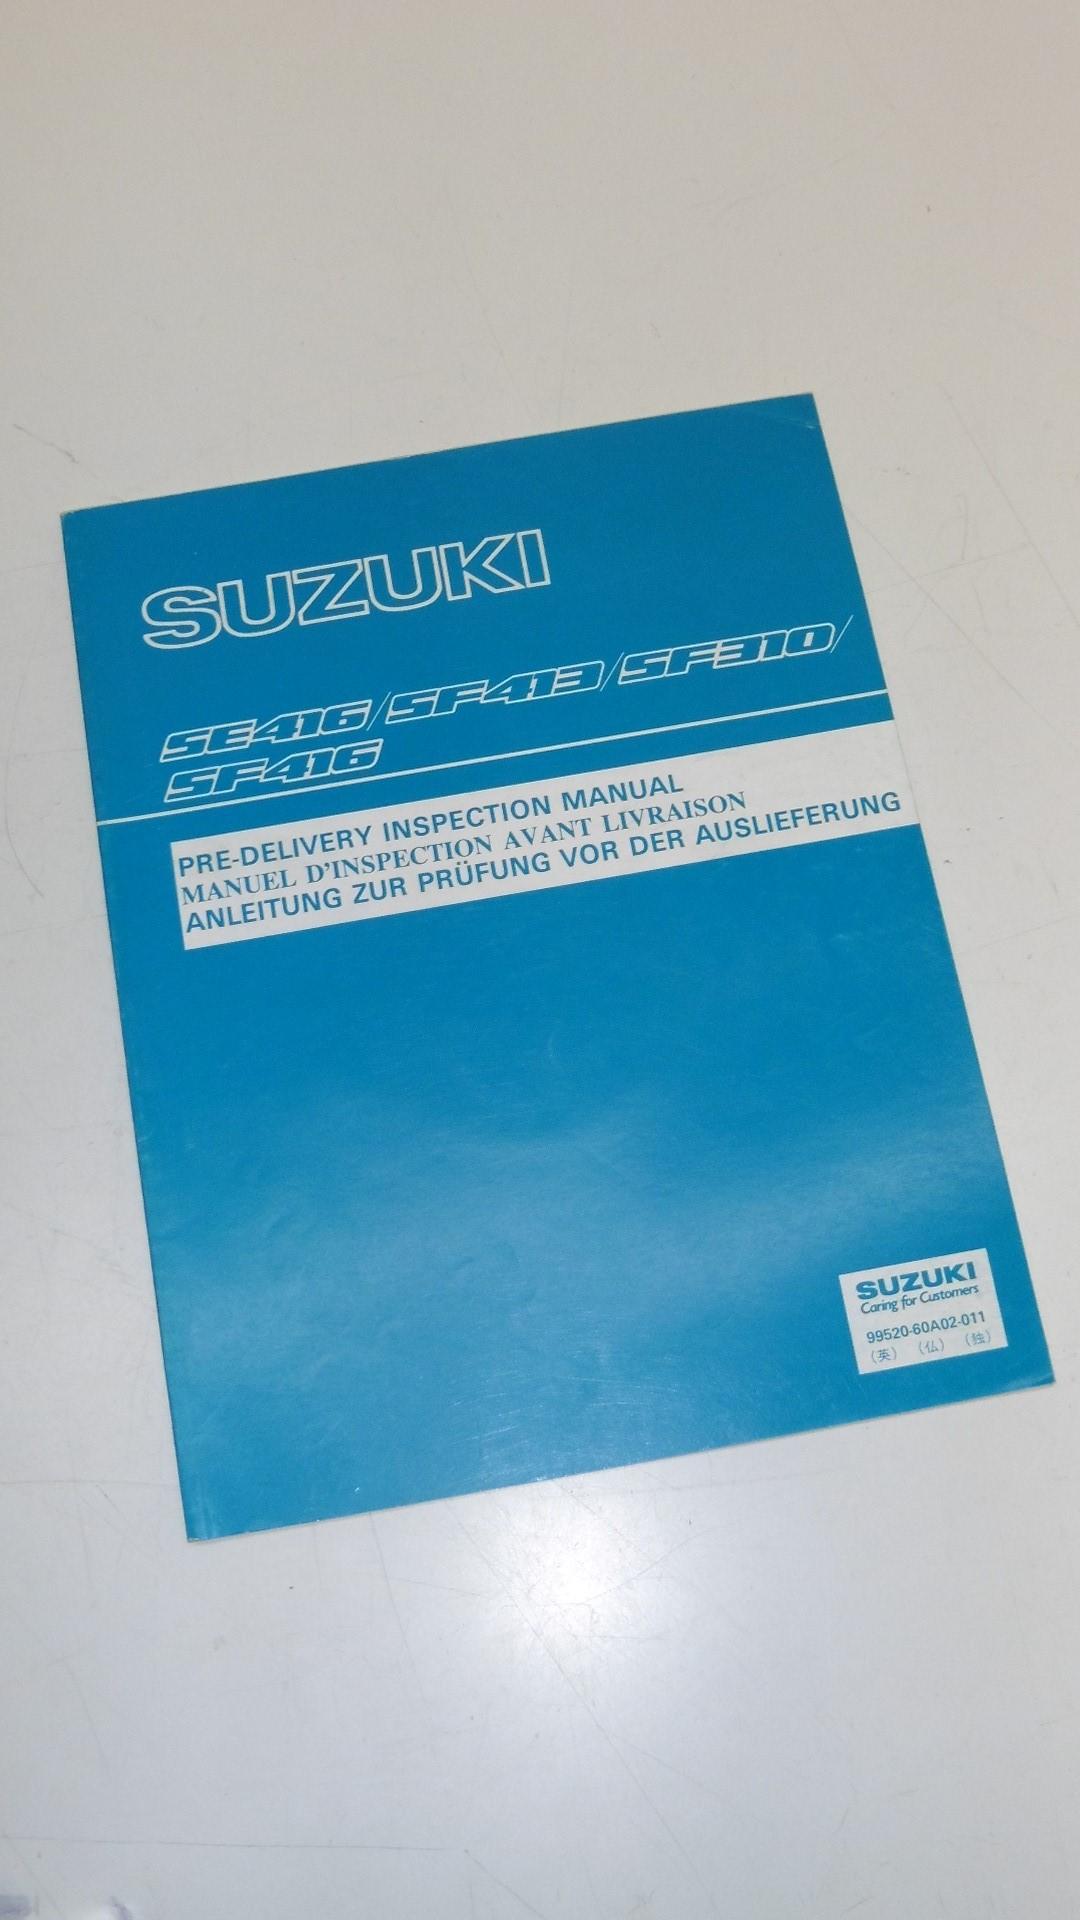 SUZUKI
SE416/SF413/SF310/
SF416
PRE-DELIVERY INSPECTION MANUAL
MANUEL D'INSPECTION AVANT LIVRAISON
ANLEITUNG ZUR PRÜFUNG VOR DER AUSLIEFERUNG
SUZUKI
Caring for Customers
99520-60A02-011
(英) (仏) (独)